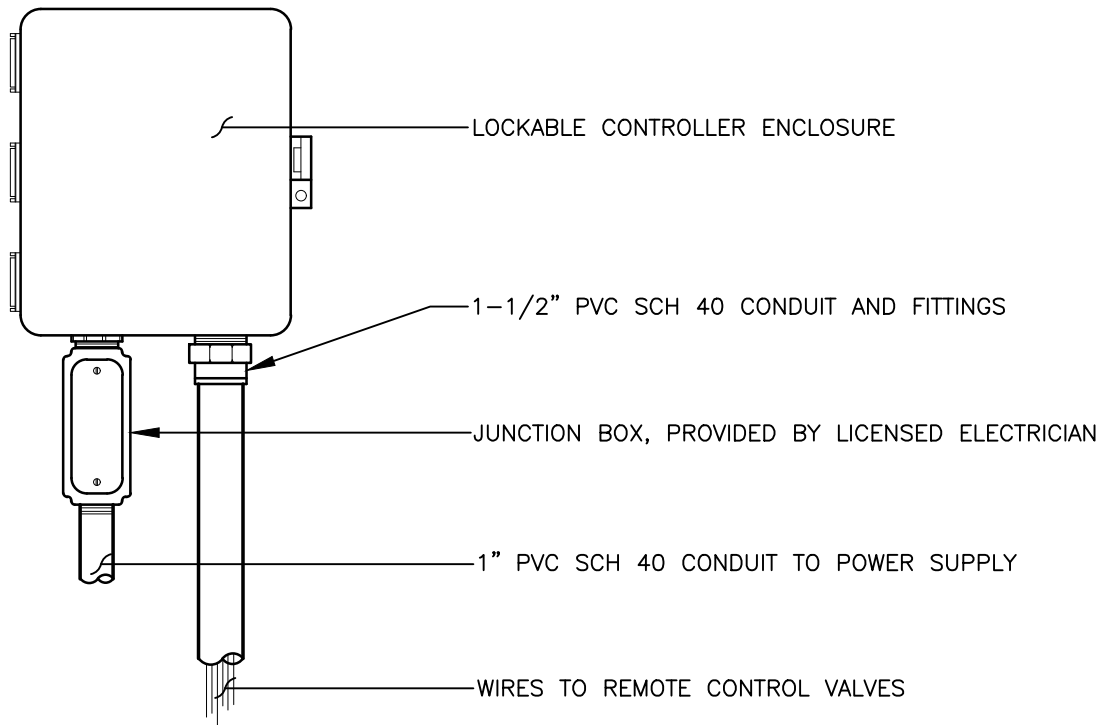 LOCKABLE CONTROLLER ENCLOSURE
1-1/2" PVC SCH 40 CONDUIT AND FITTINGS
JUNCTION BOX, PROVIDED BY LICENSED ELECTRICIAN
1" PVC SCH 40 CONDUIT TO POWER SUPPLY
WIRES TO REMOTE CONTROL VALVES